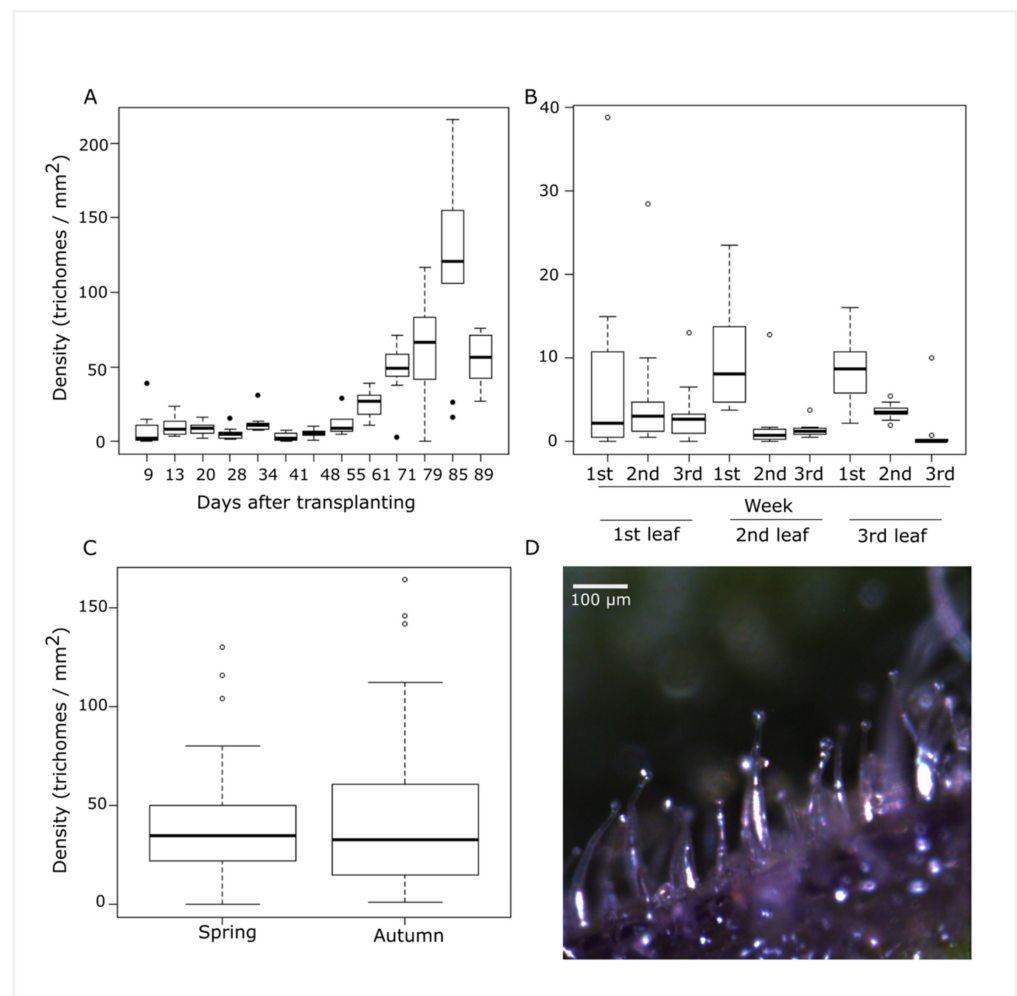 A
Density (trichomes / mm2)
200
150
100
50
0
9 13 20 28 34 41 48 55 61 71 79 85 89
Days after transplanting
B
40
30
20
10
0
1st 2nd 3rd 1st 2nd 3rd 1st 2nd 3rd
Week
1st leaf 2nd leaf 3rd leaf
C
Density (trichomes / mm2)
150
100
50
0
Spring Autumn
D
100 µm